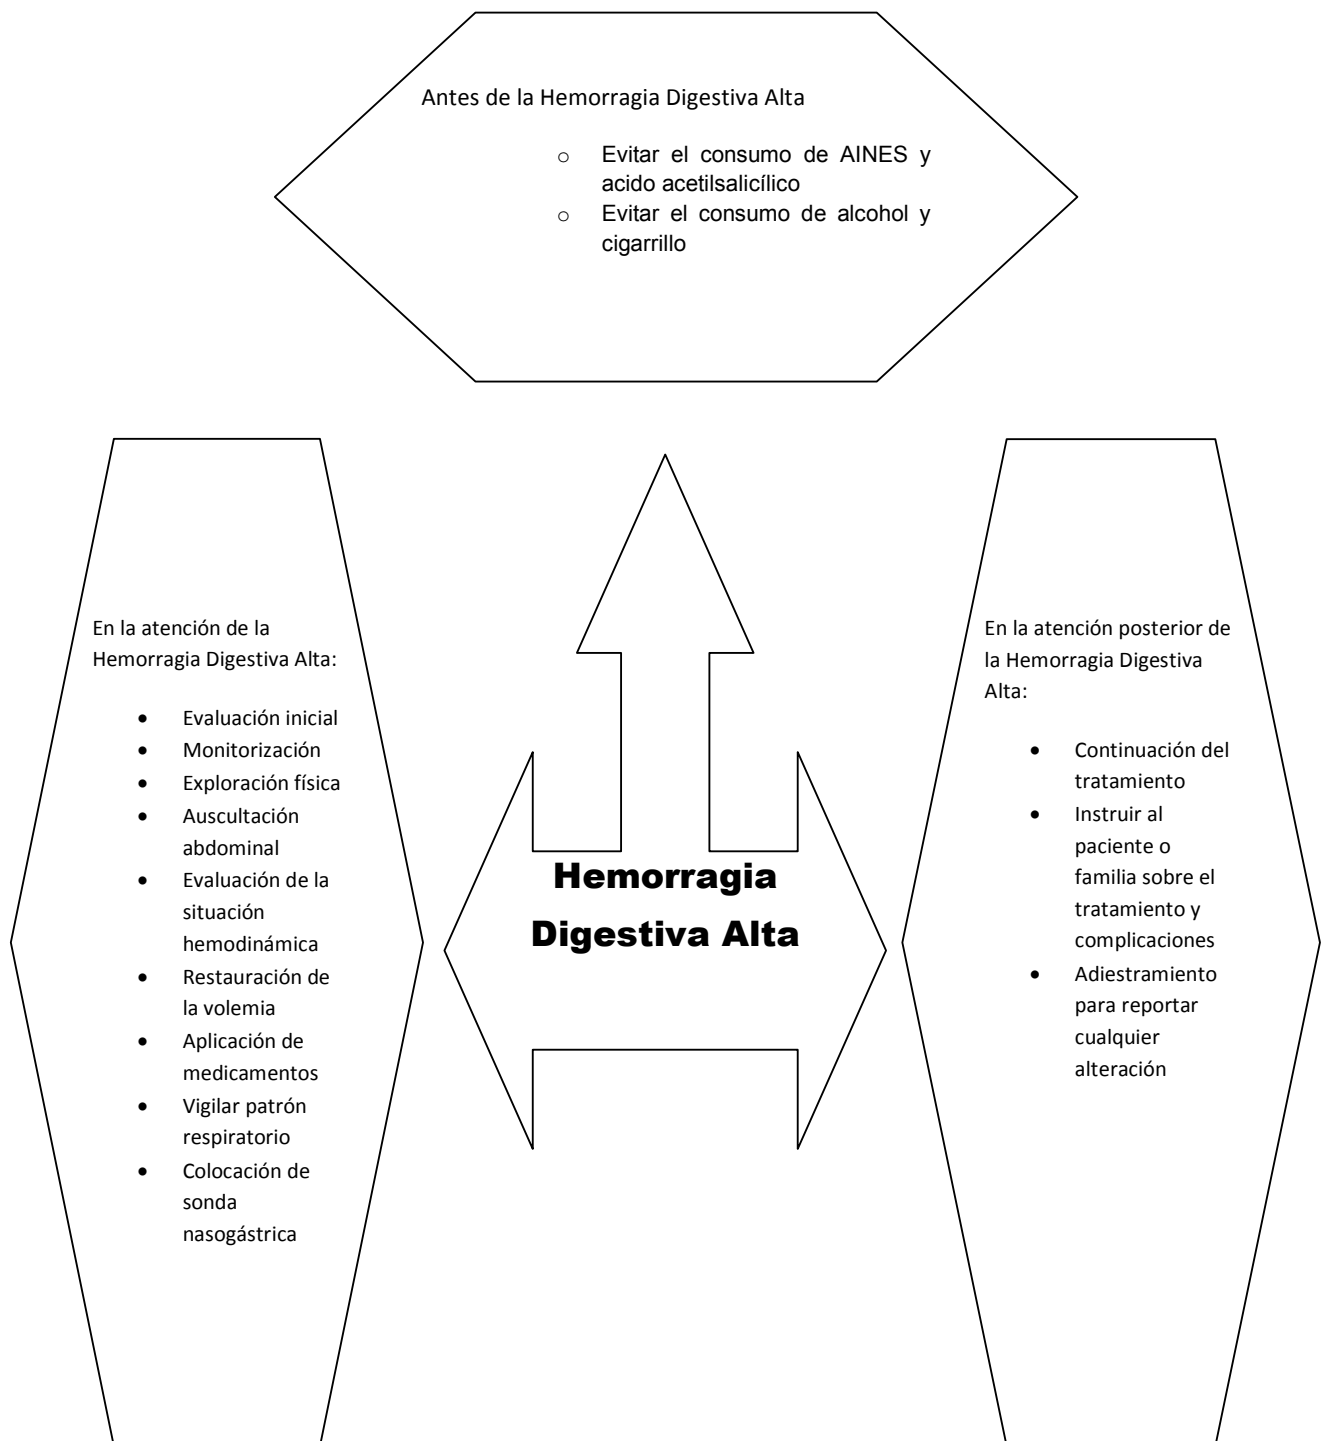 Antes de la Hemorragia Digestiva Alta
o Evitar el consumo de AINES y
acido acetilsalicílico
o Evitar el consumo de alcohol y
cigarrillo
En la atención de la
Hemorragia Digestiva Alta:
• Evaluación inicial
• Monitorización
• Exploración física
• Auscultación
abdominal
• Evaluación de la
situación
hemodinámica
• Restauración de
la volemia
• Aplicación de
medicamentos
• Vigilar patrón
respiratorio
• Colocación de
sonda
nasogástrica
Hemorragia
Digestiva Alta
En la atención posterior de
la Hemorragia Digestiva
Alta:
• Continuación del
tratamiento
• Instruir al
paciente o
familia sobre el
tratamiento y
complicaciones
• Adiestramiento
para reportar
cualquier
alteración